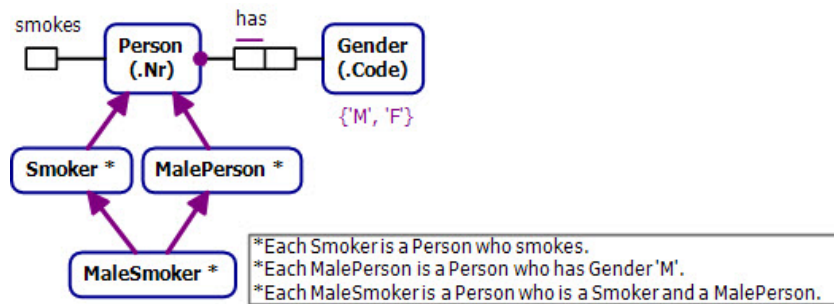 smokes
has
Person
(.Nr)
Gender
(.Code)
{'M', 'F'}
Smoker *
MalePerson *
MaleSmoker *
*Each Smoker is a Person who smokes.
*Each MalePerson is a Person who has Gender 'M'.
*Each MaleSmoker is a Person who is a Smoker and a MalePerson.